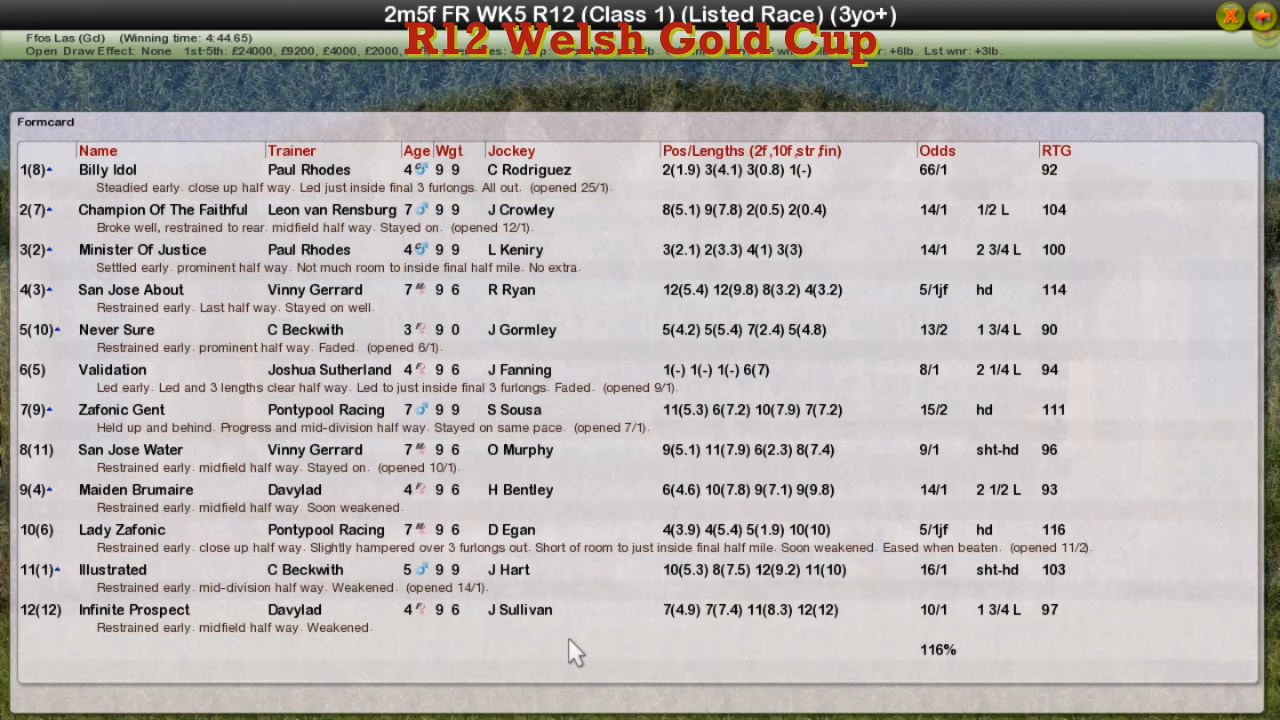 2m5f FR WK5 R12 (Class 1) (Listed Race) (3yo+)
R12 Welsh Gold Cup
Ffos Las (Gd) (Winning time: 4:44.65)
Open Draw Effect: None 1st-5th: £24000, £9200, £4000, £2000, +6lb. Lst wnr: +3lb.
Formcard
Name Trainer Age Wgt Jockey Pos/Lengths (2f,10f,str,fin) Odds RTG
1(8) Billy Idol Paul Rhodes 4 9 9 C Rodriguez 2(1.9) 3(4.1) 3(0.8) 1(-) 66/1 92
Steadied early. close up half way. Led just inside final 3 furlongs. All out. (opened 25/1).
2(7) Champion Of The Faithful Leon van Rensburg 7 9 9 J Crowley 8(5.1) 9(7.8) 2(0.5) 2(0.4) 14/1 1/2 L 104
Broke well, restrained to rear. midfield half way. Stayed on. (opened 12/1).
3(2) Minister Of Justice Paul Rhodes 4 9 9 L Keniry 3(2.1) 2(3.3) 4(1) 3(3) 14/1 2 3/4 L 100
Settled early. prominent half way. Not much room to inside final half mile. No extra.
4(3) San Jose About Vinny Gerrard 7 9 6 R Ryan 12(5.4) 12(9.8) 8(3.2) 4(3.2) 5/1jf hd 114
Restrained early. Last half way. Stayed on well.
5(10) Never Sure C Beckwith 3 9 0 J Gormley 5(4.2) 5(5.4) 7(2.4) 5(4.8) 13/2 1 3/4 L 90
Restrained early. prominent half way. Faded. (opened 6/1).
6(5) Validation Joshua Sutherland 4 9 6 J Fanning 1(-) 1(-) 1(-) 6(7) 8/1 2 1/4 L 94
Led early. Led and 3 lengths clear half way. Led to just inside final 3 furlongs. Faded. (opened 9/1).
7(9) Zafonic Gent Pontypool Racing 7 9 9 S Sousa 11(5.3) 6(7.2) 10(7.9) 7(7.2) 15/2 hd 111
Held up and behind. Progress and mid-division half way. Stayed on same pace. (opened 7/1).
8(11) San Jose Water Vinny Gerrard 7 9 6 O Murphy 9(5.1) 11(7.9) 6(2.3) 8(7.4) 9/1 sht-hd 96
Restrained early. midfield half way. Stayed on. (opened 10/1).
9(4) Maiden Brumaire Davylad 4 9 6 H Bentley 6(4.6) 10(7.8) 9(7.1) 9(9.8) 14/1 2 1/2 L 93
Restrained early. midfield half way. Soon weakened.
10(6) Lady Zafonic Pontypool Racing 7 9 6 D Egan 4(3.9) 4(5.4) 5(1.9) 10(10) 5/1jf hd 116
Restrained early. close up half way. Slightly hampered over 3 furlongs out. Short of room to just inside final half mile. Soon weakened. Eased when beaten. (opened 11/2).
11(1) Illustrated C Beckwith 5 9 9 J Hart 10(5.3) 8(7.5) 12(9.2) 11(10) 16/1 sht-hd 103
Restrained early. mid-division half way. Weakened. (opened 14/1).
12(12) Infinite Prospect Davylad 4 9 6 J Sullivan 7(4.9) 7(7.4) 11(8.3) 12(12) 10/1 1 3/4 L 97
Restrained early. midfield half way. Weakened.
116%